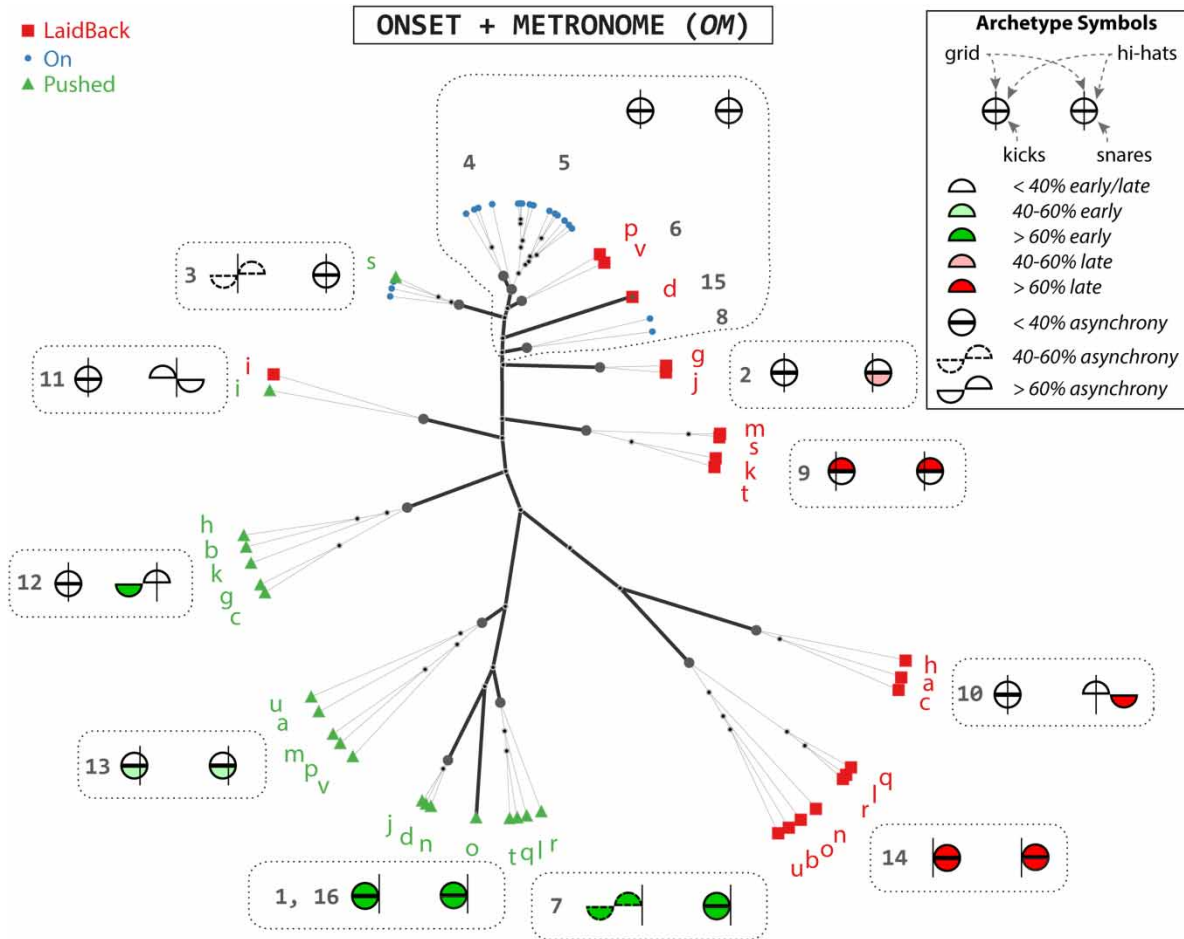 ONSET + METRONOME (OM)
LaidBack
On
Pushed
Archetype Symbols
grid
hi-hats
kicks
snares
< 40% early/late
40-60% early
> 60% early
40-60% late
> 60% late
< 40% asynchrony
40-60% asynchrony
> 60% asynchrony
4
5
p
v
6
3
s
d
15
8
g
j
2
11
i
i
m
s
k
t
9
h
b
k
g
c
12
h
a
c
10
u
a
m
p
v
13
j
d
n
o
t
q
l
r
q
l
r
n
o
b
u
14
1, 16
7